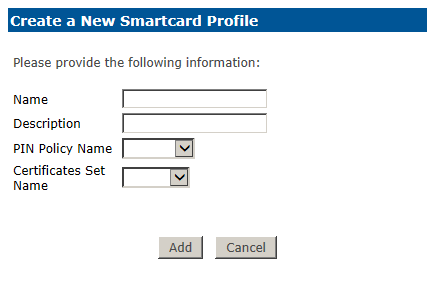 Create a New Smartcard Profile
Please provide the following information:
Name
Description
PIN Policy Name
Certificates Set
Name
Add Cancel